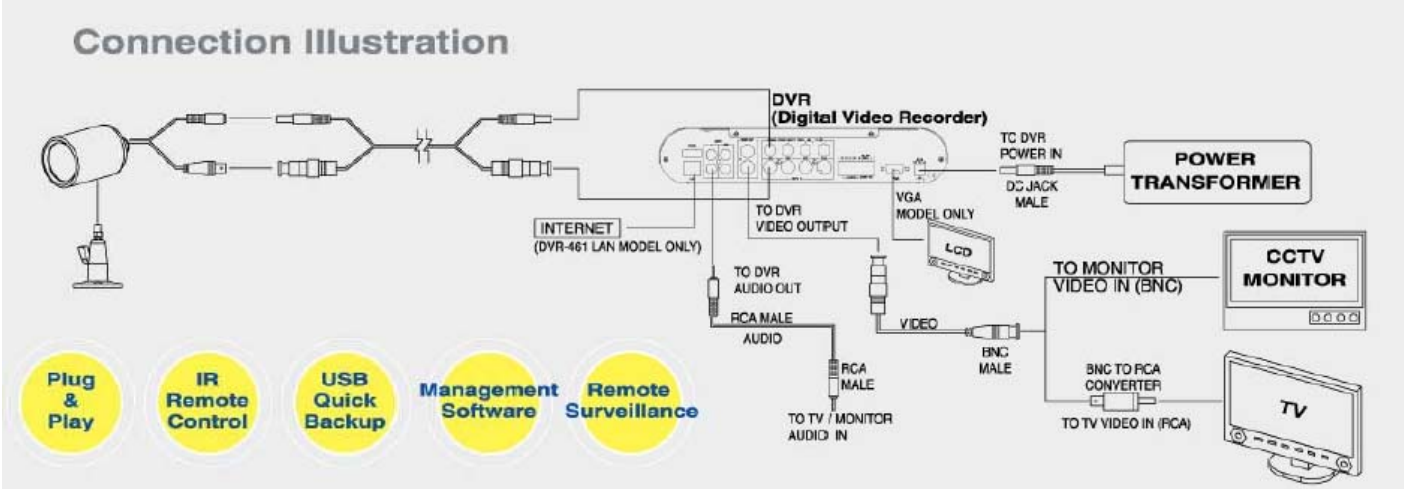 Connection Illustration
DVR
(Digital Video Recorder)
TO DVR
POWER IN
DC JACK
MALE
POWER
TRANSFORMER
VGA
MODEL ONLY
LCD
INTERNET
(DVR-461 LAN MODEL ONLY)
TO DVR
VIDEO OUTPUT
TO DVR
AUDIO OUT
RCA MALE
AUDIO
RCA
MALE
TO TV / MONITOR
AUDIO IN
VIDEO
BNC
MALE
TO MONITOR
VIDEO IN (BNC)
CCTV
MONITOR
BNC TO RCA
CONVERTER
TO TV VIDEO IN (RCA)
TV
Plug
&
Play
IR
Remote
Control
USB
Quick
Backup
Management
Software
Remote
Surveillance